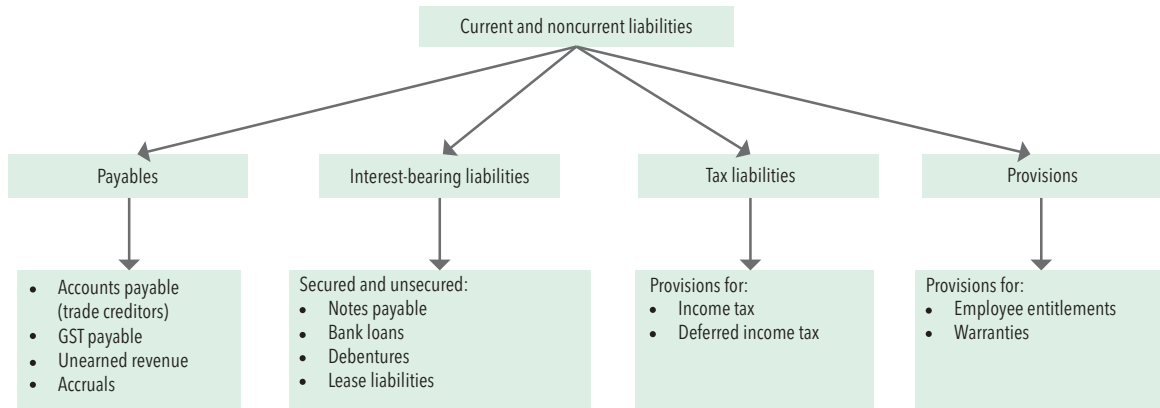 Current and noncurrent liabilities
Payables
Interest-bearing liabilities
Tax liabilities
Provisions
• Accounts payable
(trade creditors)
• GST payable
• Unearned revenue
• Accruals
Secured and unsecured:
• Notes payable
• Bank loans
• Debentures
• Lease liabilities
Provisions for:
• Income tax
• Deferred income tax
Provisions for:
• Employee entitlements
• Warranties